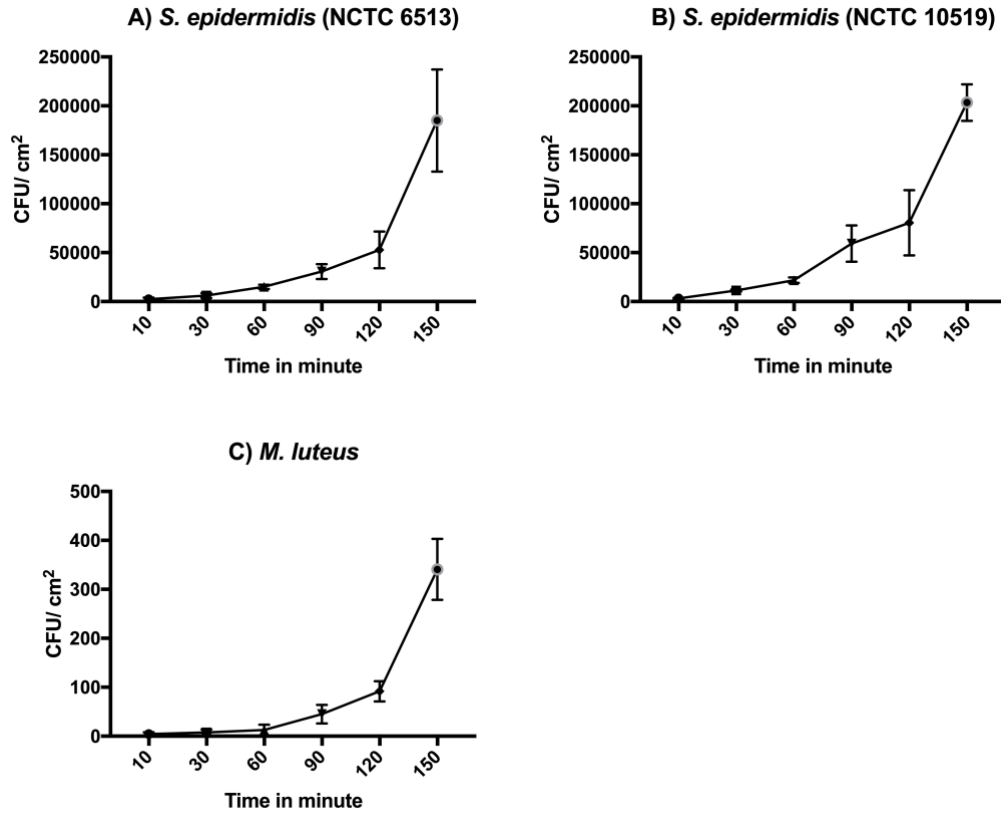 A) S. epidermidis (NCTC 6513)
250000
200000
150000
100000
50000
0
CFU/ cm²
10 30 60 90 120 150
Time in minute
B) S. epidermidis (NCTC 10519)
250000
200000
150000
100000
50000
0
CFU/ cm²
10 30 60 90 120 150
Time in minute
C) M. luteus
500
400
300
200
100
0
CFU/ cm²
10 30 60 90 120 150
Time in minute